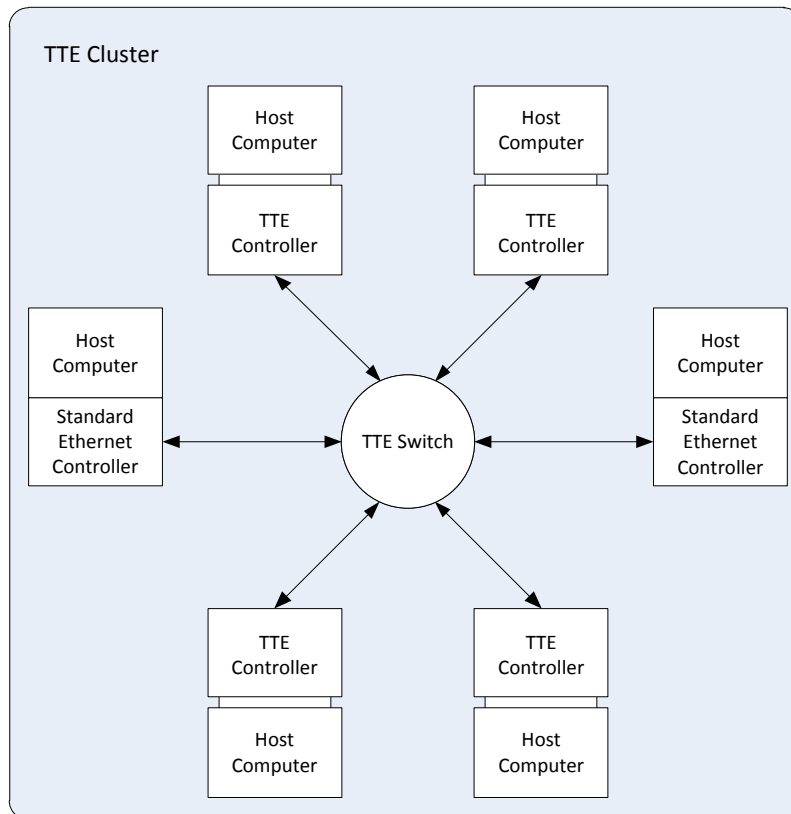 TTE Cluster
Host
Computer
Host
Computer
TTE
Controller
TTE
Controller
Host
Computer
Host
Computer
Standard
Ethernet
Controller
TTE Switch
Standard
Ethernet
Controller
TTE
Controller
TTE
Controller
Host
Computer
Host
Computer